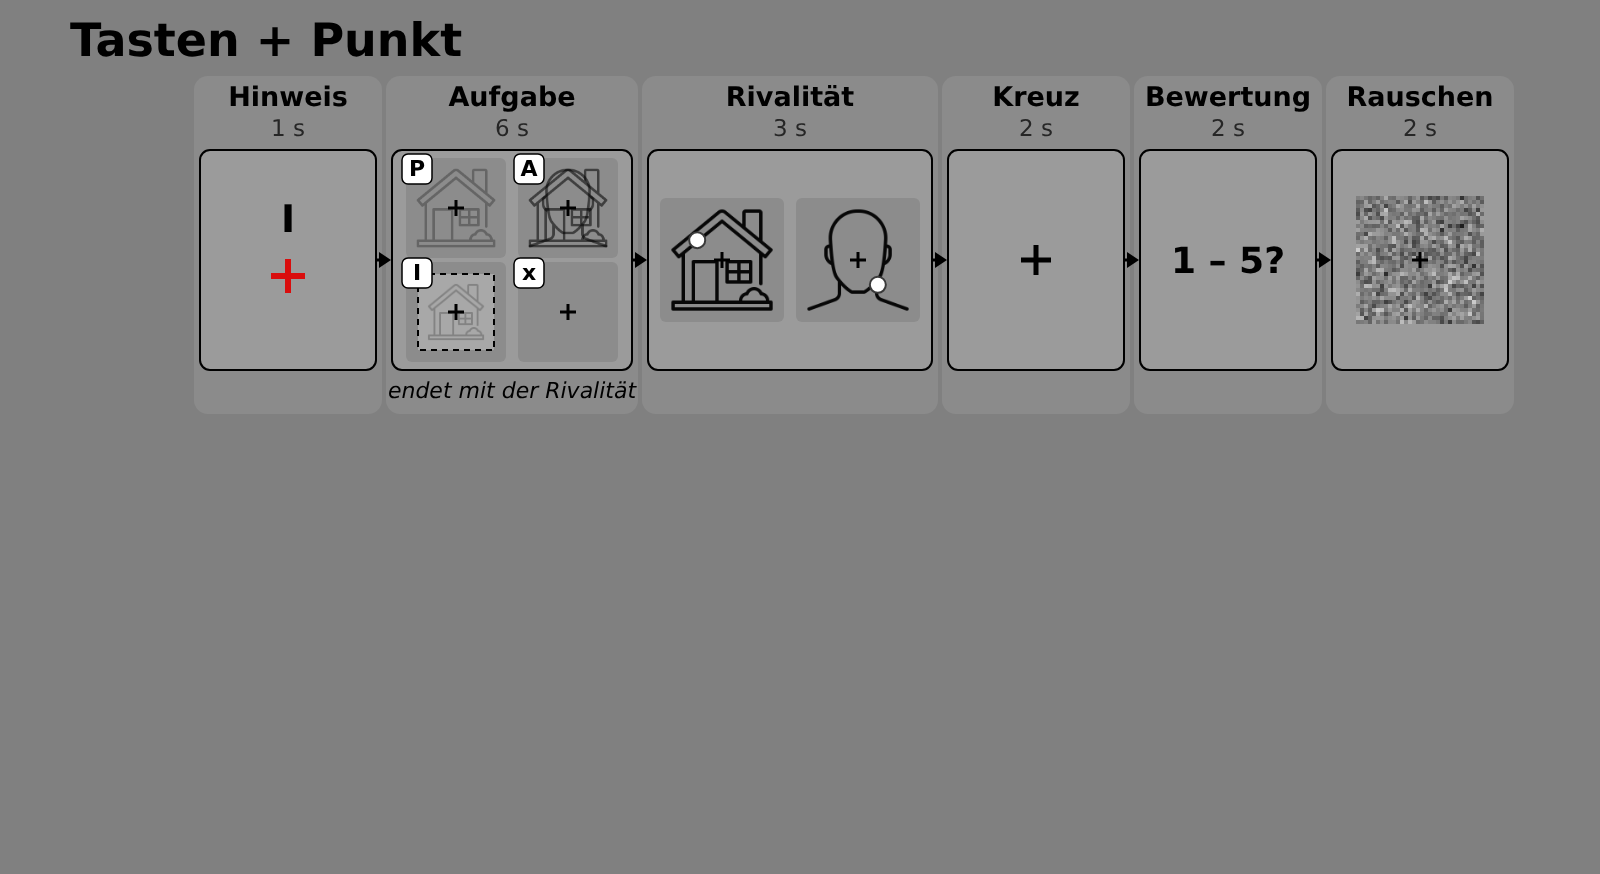 Tasten + Punkt
Hinweis
1 s
I
+
Aufgabe
6 s
P
A
I
x
endet mit der Rivalität
Rivalität
3 s
Kreuz
2 s
+
Bewertung
2 s
1 – 5?
Rauschen
2 s